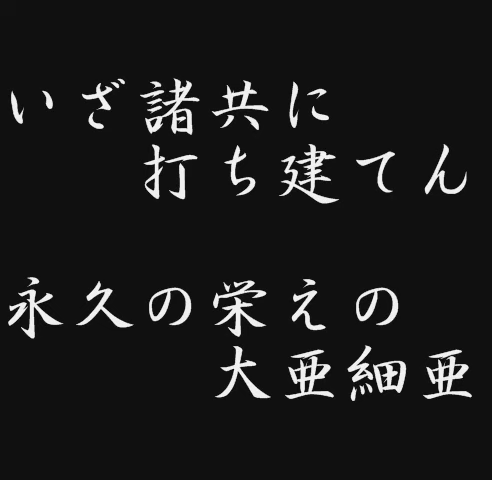 いざ諸共に
打ち建てん
永久の栄えの
大亜細亜